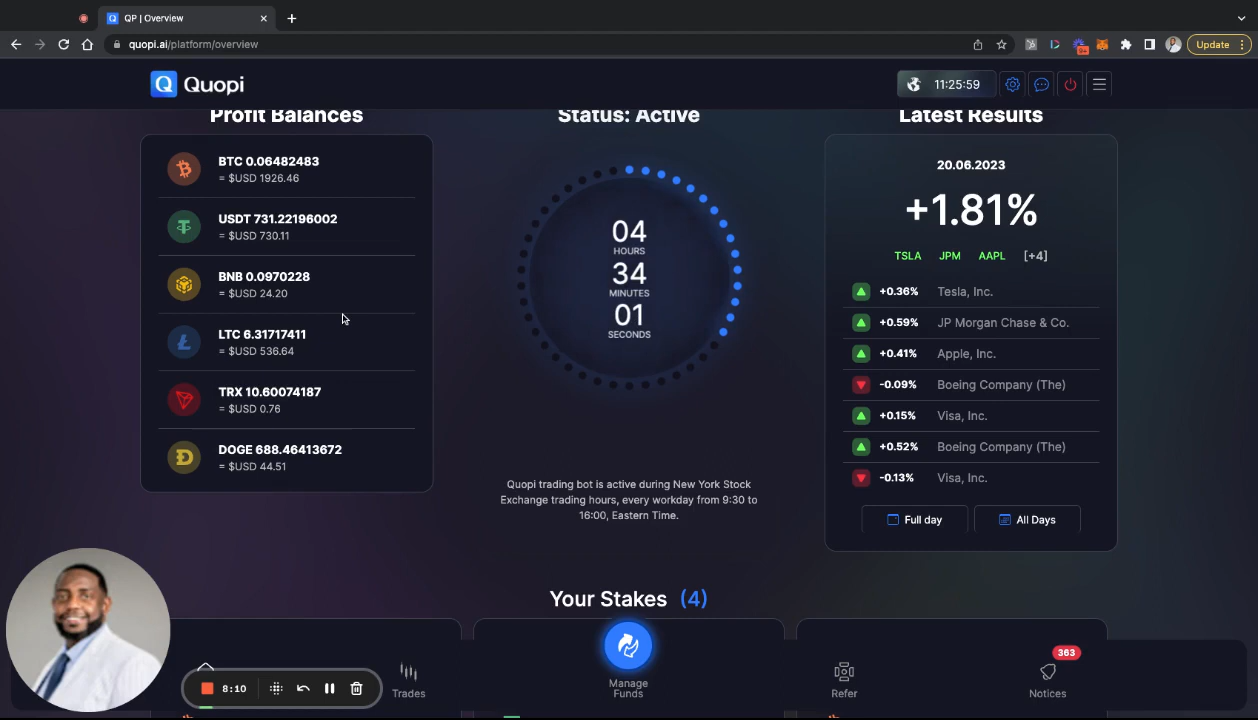 QP | Overview
quopi.ai/platform/overview
9+
Update
Q Quopi
11:25:59
Profit Balances
Status: Active
Latest Results
BTC 0.06482483
= $USD 1926.46
USDT 731.22196002
= $USD 730.11
BNB 0.0970228
= $USD 24.20
LTC 6.31717411
= $USD 536.64
TRX 10.60074187
= $USD 0.76
DOGE 688.46413672
= $USD 44.51
04
HOURS
34
MINUTES
01
SECONDS
Quopi trading bot is active during New York Stock
Exchange trading hours, every workday from 9:30 to
16:00, Eastern Time.
20.06.2023
+1.81%
TSLA JPM AAPL [+4]
+0.36% Tesla, Inc.
+0.59% JP Morgan Chase & Co.
+0.41% Apple, Inc.
-0.09% Boeing Company (The)
+0.15% Visa, Inc.
+0.52% Boeing Company (The)
-0.13% Visa, Inc.
Full day
All Days
Your Stakes (4)
8:10
Trades
Manage
Funds
Refer
363
Notices